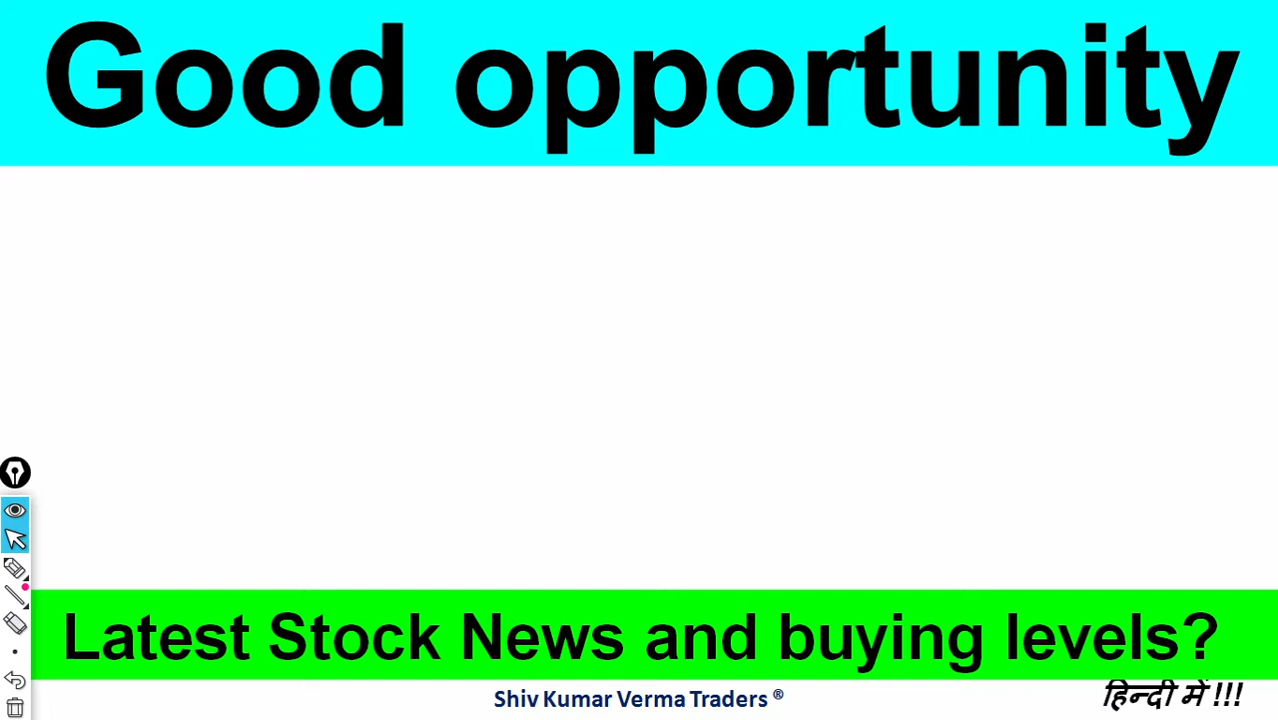 Good opportunity
Latest Stock News and buying levels?
Shiv Kumar Verma Traders ®
हिन्दी में !!!